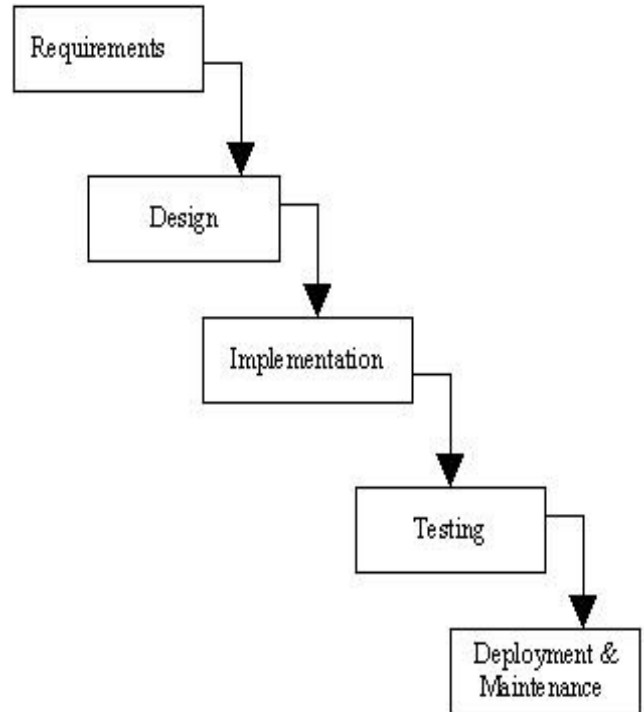 Requirements
Design
Implementation
Testing
Deployment &
Maintenance